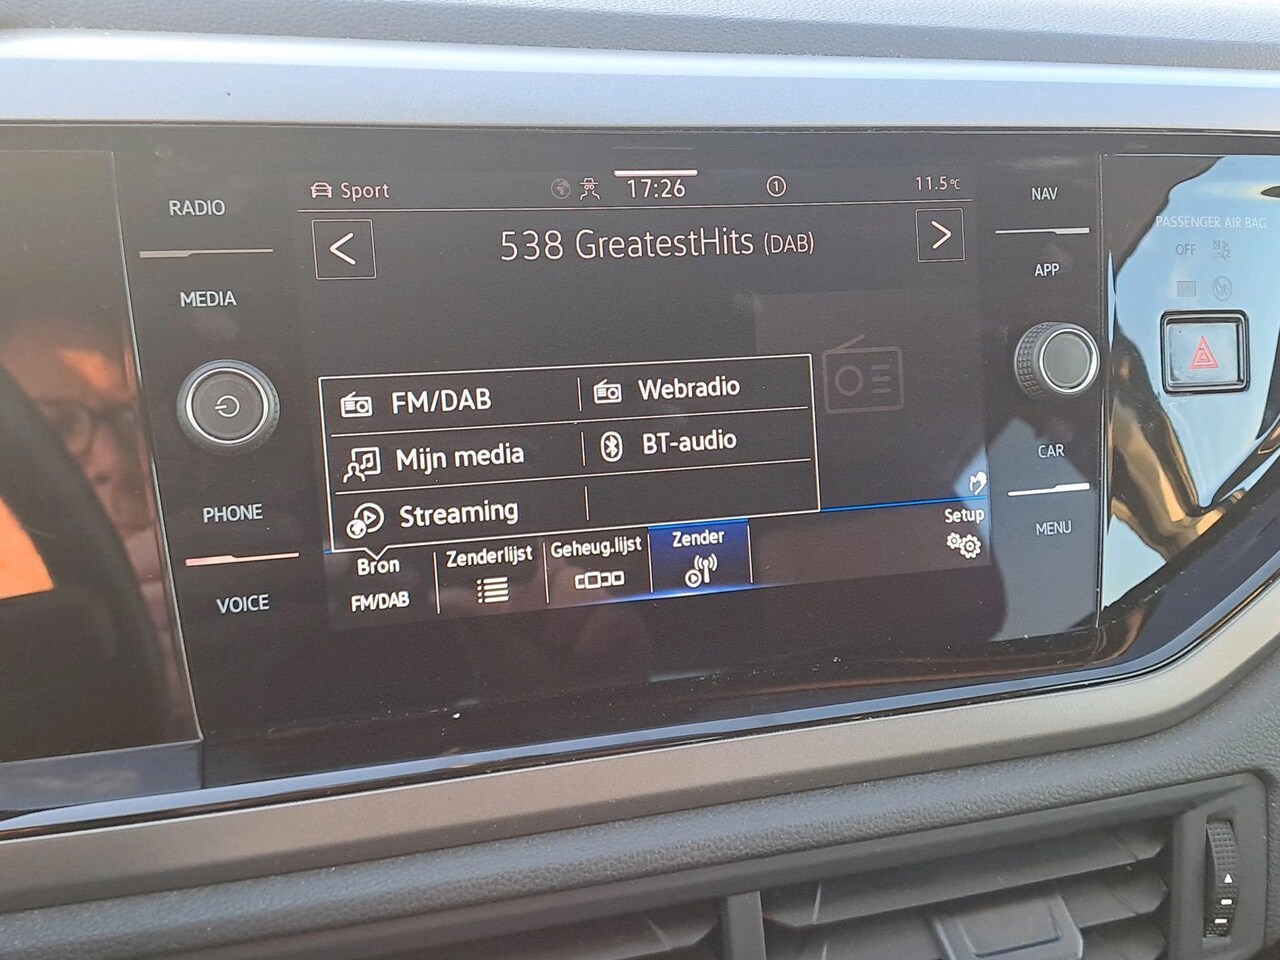 Sport
17:26
1
11.5°C
RADIO
MEDIA
PHONE
VOICE
538 GreatestHits (DAB)
FM/DAB
Webradio
Mijn media
BT-audio
Streaming
Bron
FM/DAB
Zenderlijst
Geheug.lijst
Zender
Setup
NAV
APP
CAR
MENU
PASSENGER AIR BAG
OFF